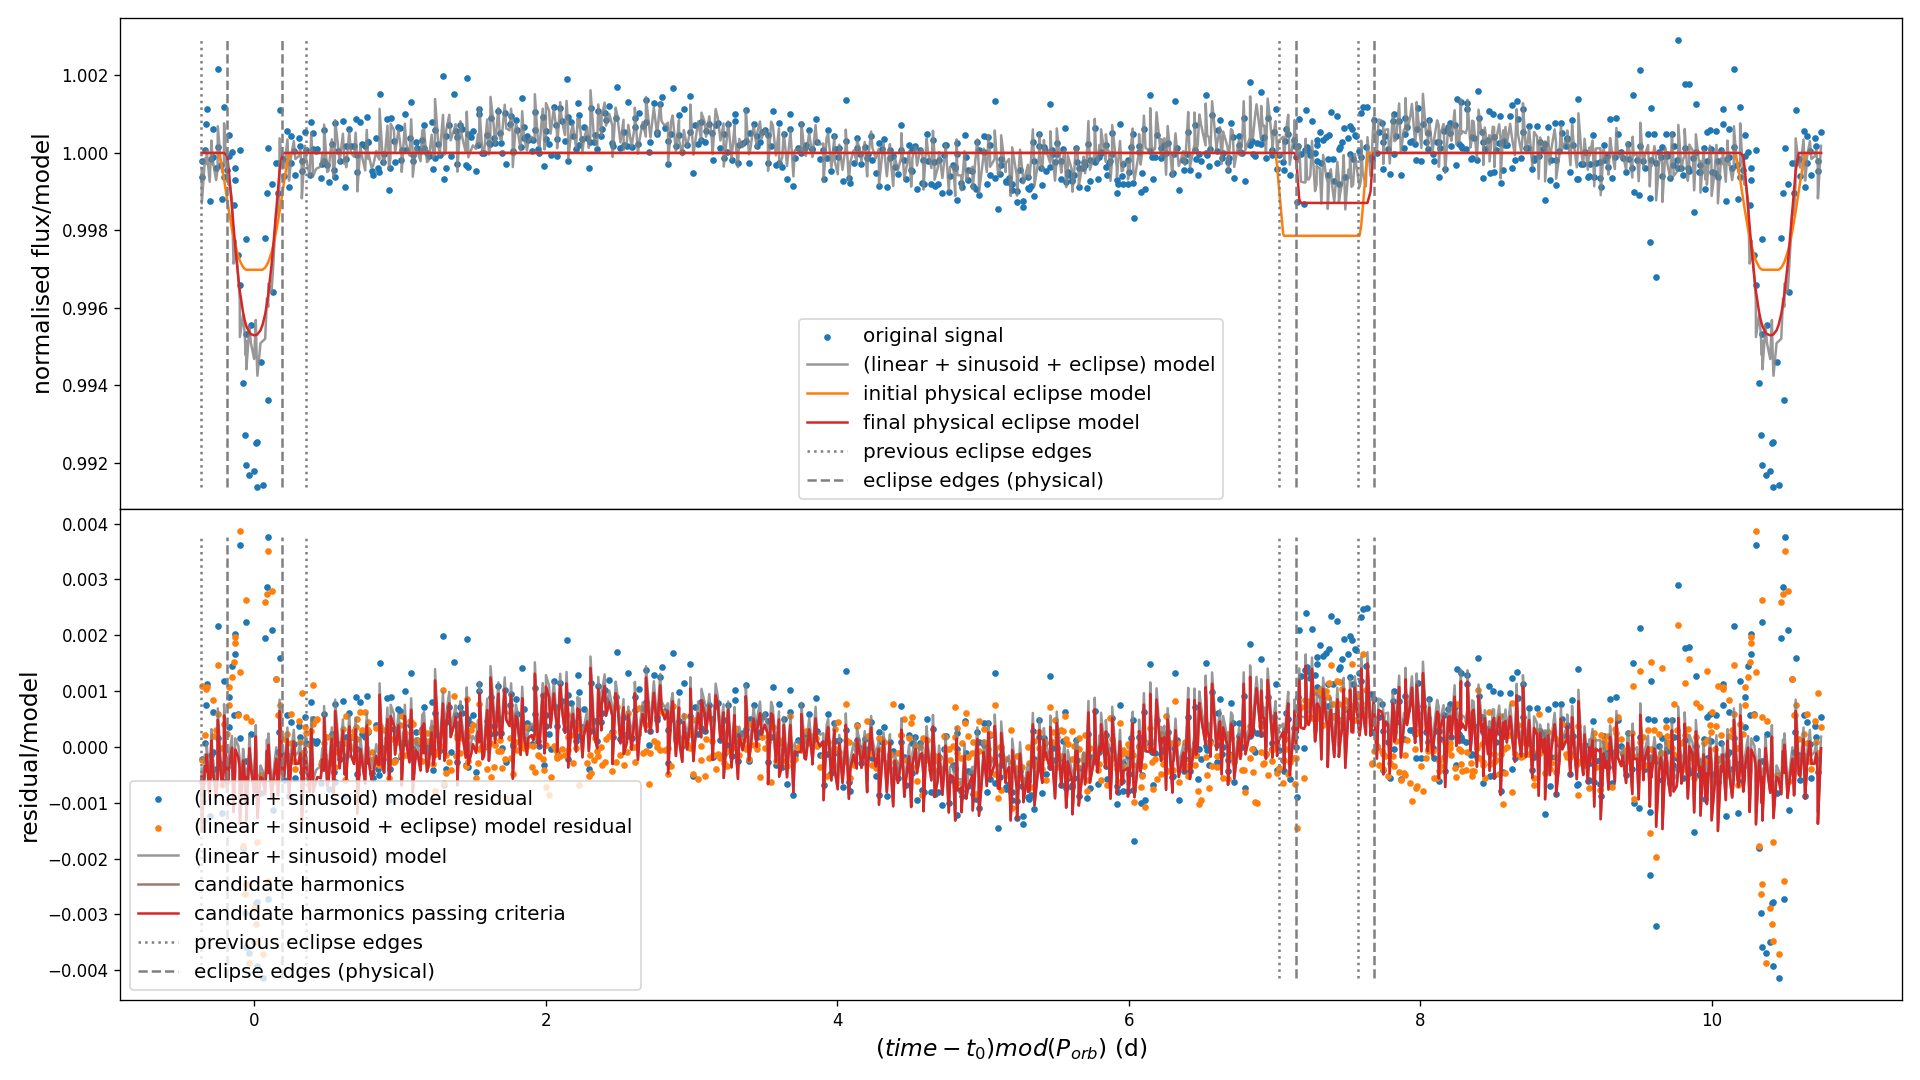 normalised flux/model
1.002
1.000
0.998
0.996
0.994
0.992
original signal
(linear + sinusoid + eclipse) model
initial physical eclipse model
final physical eclipse model
previous eclipse edges
eclipse edges (physical)
residual/model
0.004
0.003
0.002
0.001
0.000
−0.001
−0.002
−0.003
−0.004
(linear + sinusoid) model residual
(linear + sinusoid + eclipse) model residual
(linear + sinusoid) model
candidate harmonics
candidate harmonics passing criteria
previous eclipse edges
eclipse edges (physical)
0 2 4 6 8 10
(time − t₀)mod(Pₒᵣb) (d)